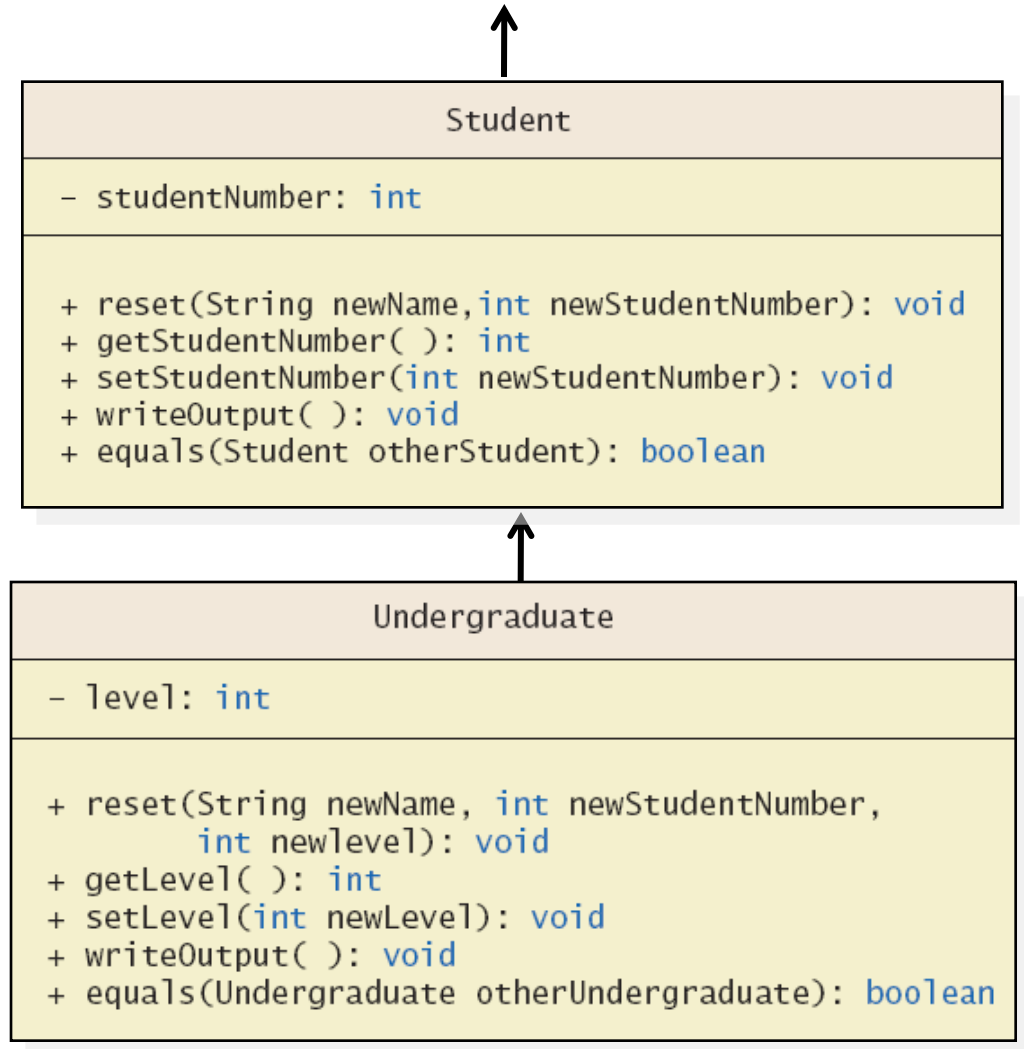 Student
– studentNumber: int
+ reset(String newName,int newStudentNumber): void
+ getStudentNumber( ): int
+ setStudentNumber(int newStudentNumber): void
+ writeOutput( ): void
+ equals(Student otherStudent): boolean
Undergraduate
– level: int
+ reset(String newName, int newStudentNumber,
int newlevel): void
+ getLevel( ): int
+ setLevel(int newLevel): void
+ writeOutput( ): void
+ equals(Undergraduate otherUndergraduate): boolean